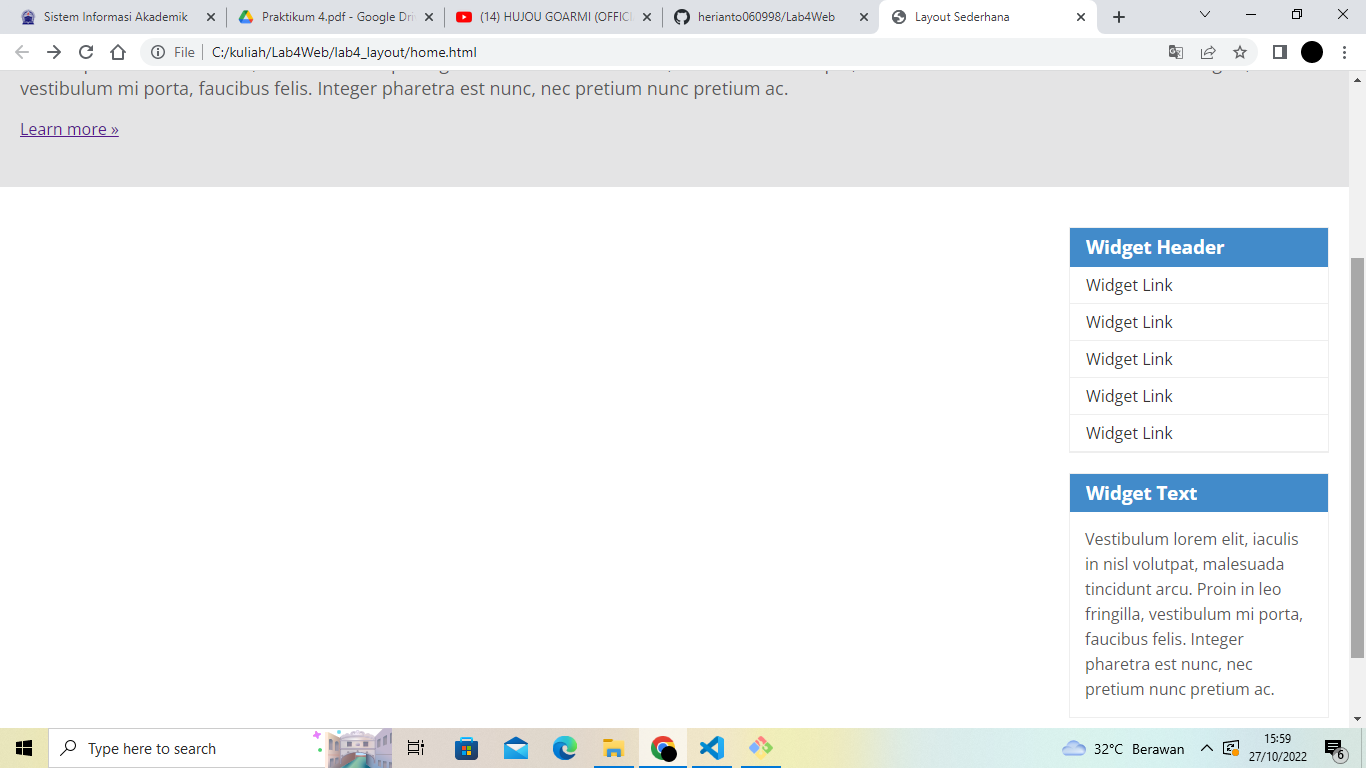 Sistem Informasi Akademik
Praktikum 4.pdf - Google Dri
(14) HUJOU GOARMI (OFFICI
herianto060998/Lab4Web
Layout Sederhana
File
C:/kuliah/Lab4Web/lab4_layout/home.html
vestibulum mi porta, faucibus felis. Integer pharetra est nunc, nec pretium nunc pretium ac.
Learn more »
Widget Header
Widget Link
Widget Link
Widget Link
Widget Link
Widget Link
Widget Text
Vestibulum lorem elit, iaculis
in nisl volutpat, malesuada
tincidunt arcu. Proin in leo
fringilla, vestibulum mi porta,
faucibus felis. Integer
pharetra est nunc, nec
pretium nunc pretium ac.
Type here to search
32°C Berawan
15:59
27/10/2022
6